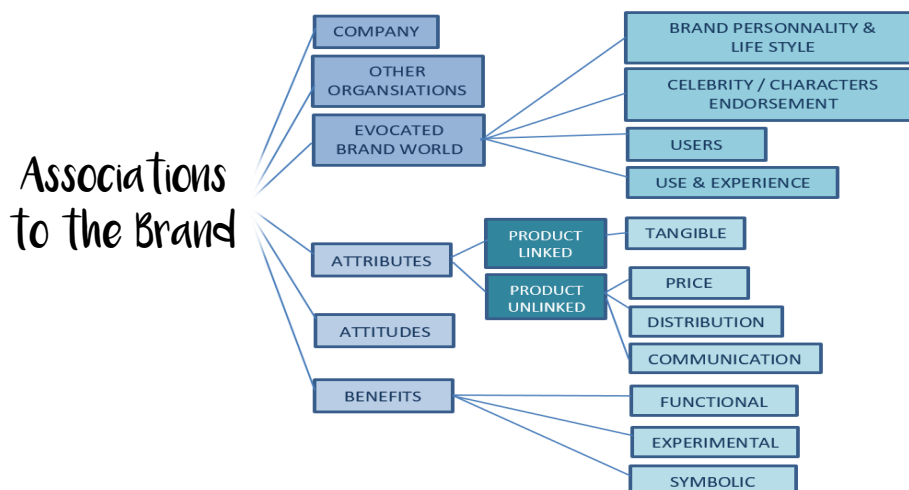 Associations
to the Brand
COMPANY
OTHER
ORGANSIATIONS
EVOCATED
BRAND WORLD
BRAND PERSONNALITY &
LIFE STYLE
CELEBRITY / CHARACTERS
ENDORSEMENT
USERS
USE & EXPERIENCE
ATTRIBUTES
PRODUCT
LINKED
TANGIBLE
PRODUCT
UNLINKED
PRICE
DISTRIBUTION
COMMUNICATION
ATTITUDES
BENEFITS
FUNCTIONAL
EXPERIMENTAL
SYMBOLIC